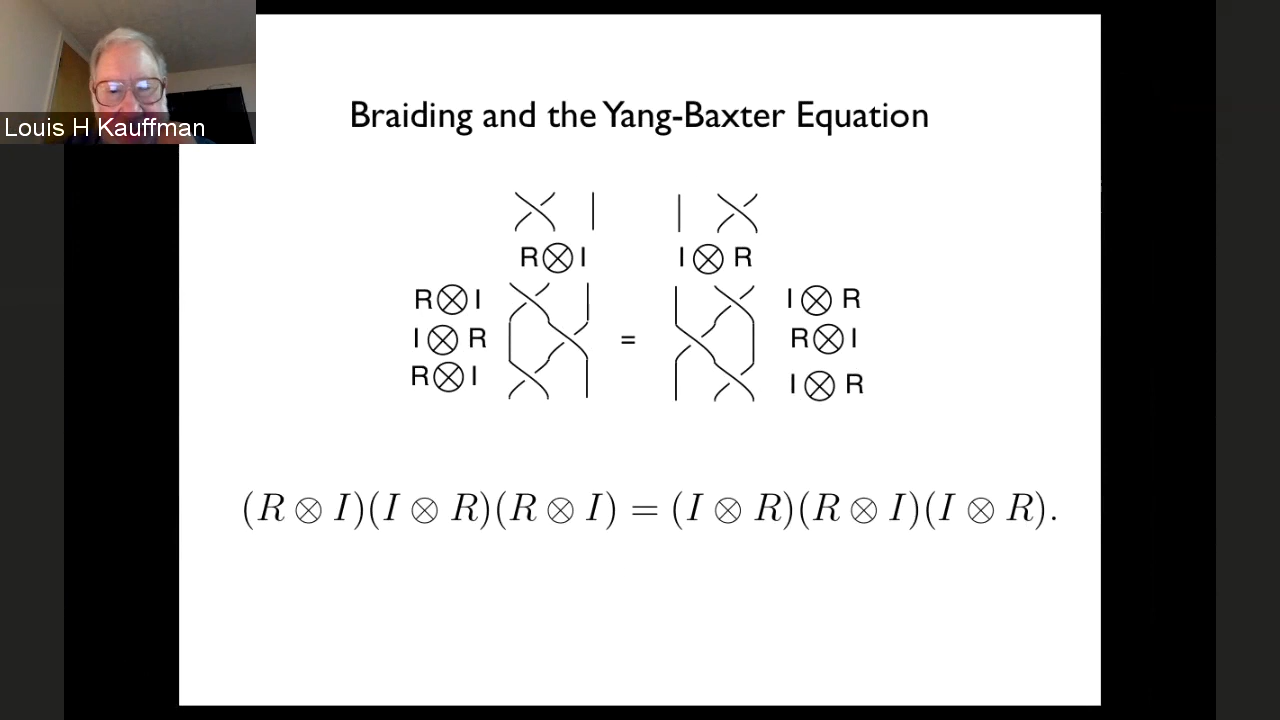 Louis H Kauffman
Braiding and the Yang-Baxter Equation
R⊗I
I⊗R
R⊗I
I⊗R
R⊗I
=
I⊗R
R⊗I
I⊗R
(R ⊗ I)(I ⊗ R)(R ⊗ I) = (I ⊗ R)(R ⊗ I)(I ⊗ R).